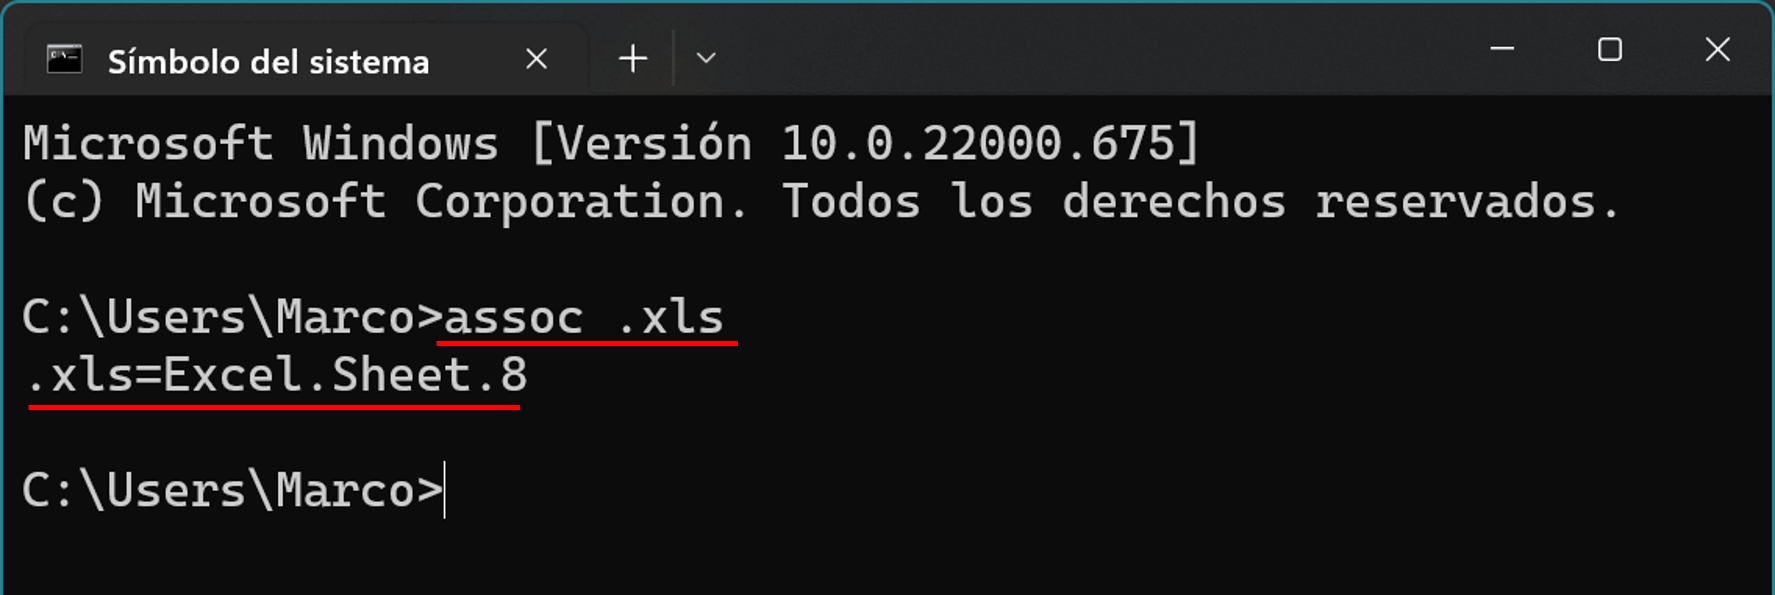 Símbolo del sistema
Microsoft Windows [Versión 10.0.22000.675]
(c) Microsoft Corporation. Todos los derechos reservados.
C:\Users\Marco>assoc .xls
.xls=Excel.Sheet.8
C:\Users\Marco>